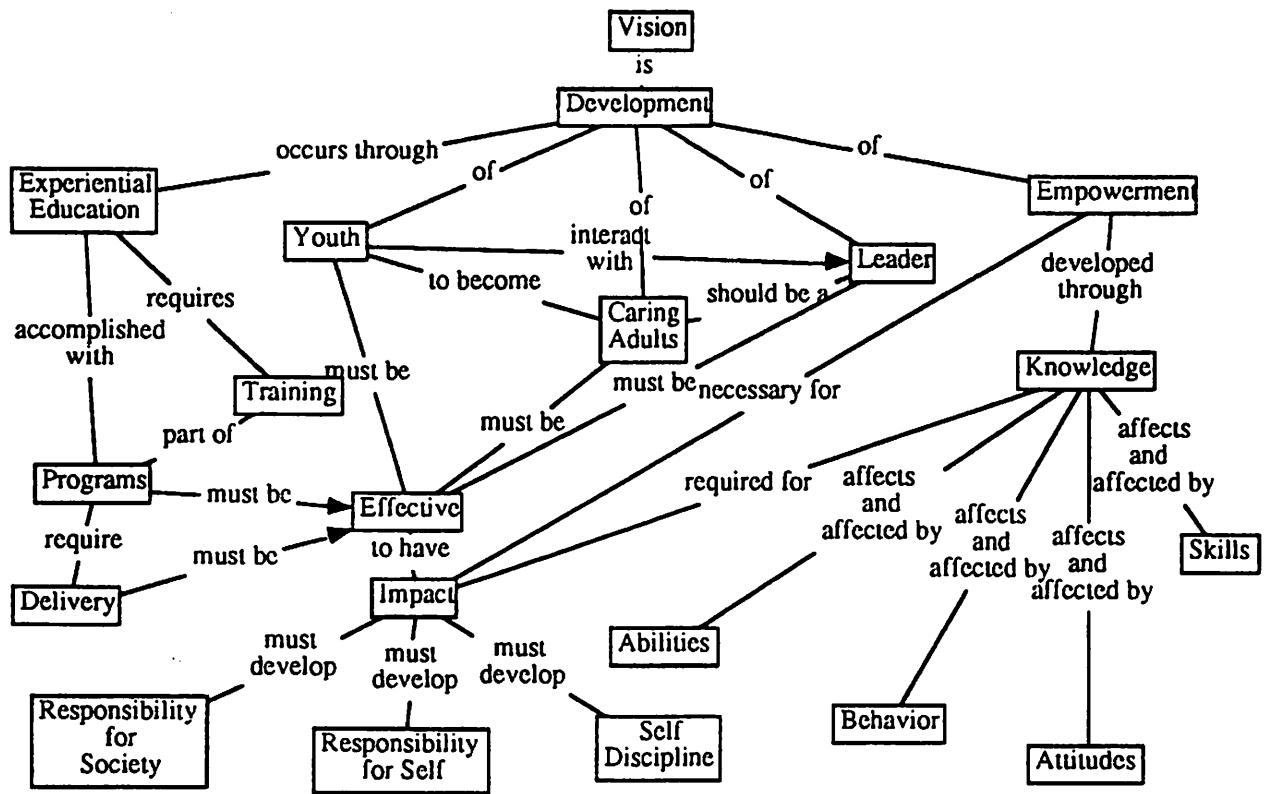 Vision
is
Development
occurs through
of
of
of
of
Experiential
Education
Youth
interact
with
Leader
Empowerment
to become
should be a
developed
through
requires
accomplished
with
Caring
Adults
must be
Training
must be
necessary for
Knowledge
must be
part of
Programs
must be
Effective
required for
affects
and
affected by
affects
and
affected by
affects
and
affected by
affects
and
affected by
Skills
require
must be
to have
Delivery
Impact
must
develop
must
develop
must
develop
Abilities
Responsibility
for
Society
Responsibility
for Self
Self
Discipline
Behavior
Attitudes